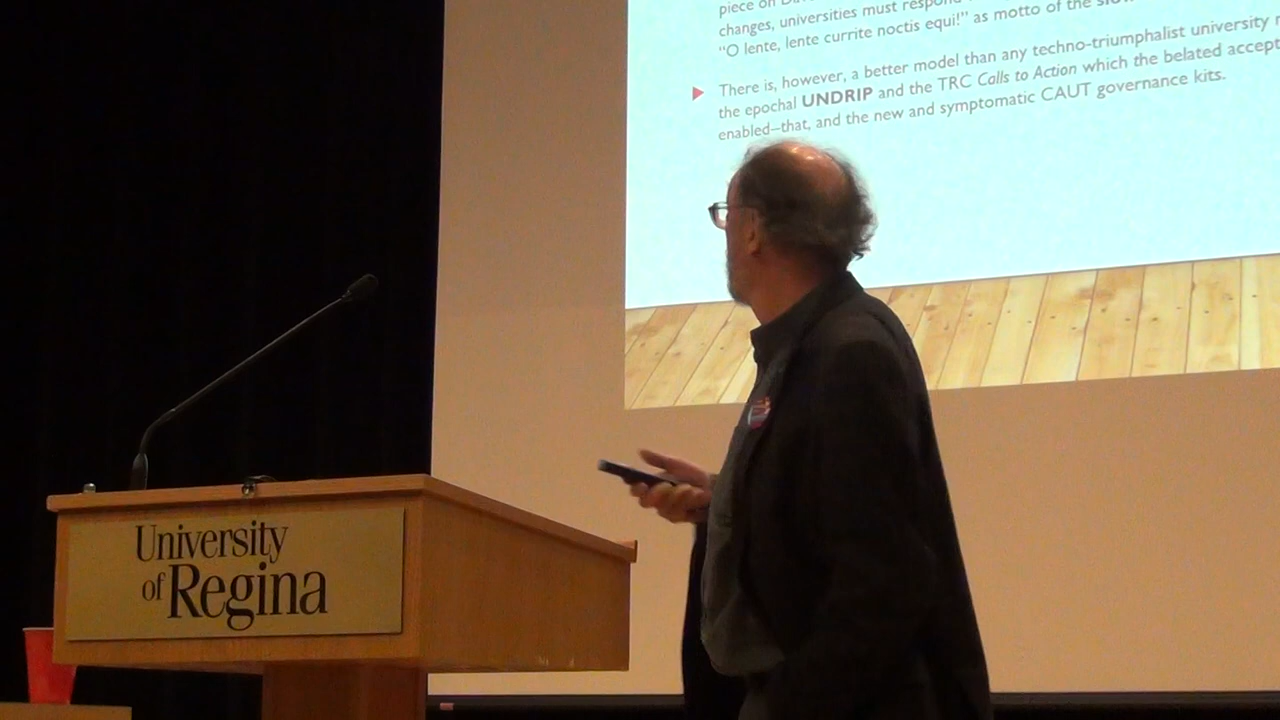 piece on
changes, universities must respond
"O lente, lente currite noctis equi!" as motto of the
There is, however, a better model than any techno-triumphalist university
the epochal UNDRIP and the TRC Calls to Action which the belated
enabled—that, and the new and symptomatic CAUT governance kits.
University
of Regina